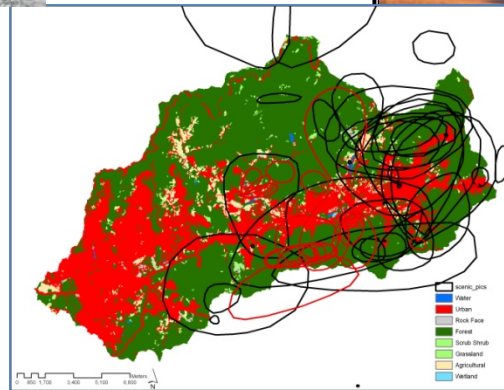 scenic_pics
Water
Urban
Rock Face
Forest
Scrub Shrub
Grassland
Agricultural
Wetland
Meters
0 850 1,700 3,400 5,100 6,800
N